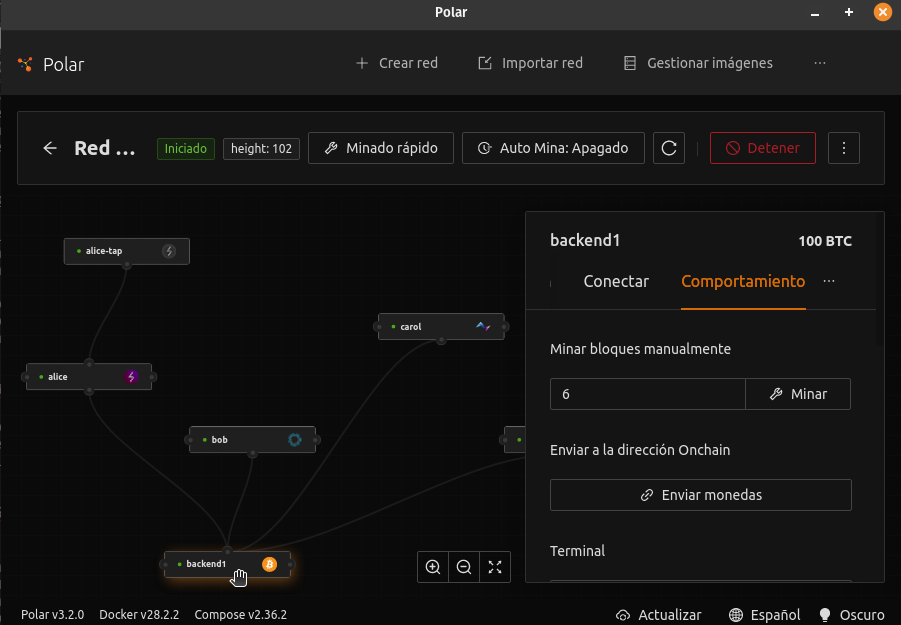 Polar
Polar
Crear red
Importar red
Gestionar imágenes
...
Red ...
Iniciado
height: 102
Minado rápido
Auto Mina: Apagado
Detener
alice-tap
carol
alice
bob
backend1
backend1
100 BTC
Conectar
Comportamiento
...
Minar bloques manualmente
6
Minar
Enviar a la dirección Onchain
Enviar monedas
Terminal
Polar v3.2.0
Docker v28.2.2
Compose v2.36.2
Actualizar
Español
Oscuro